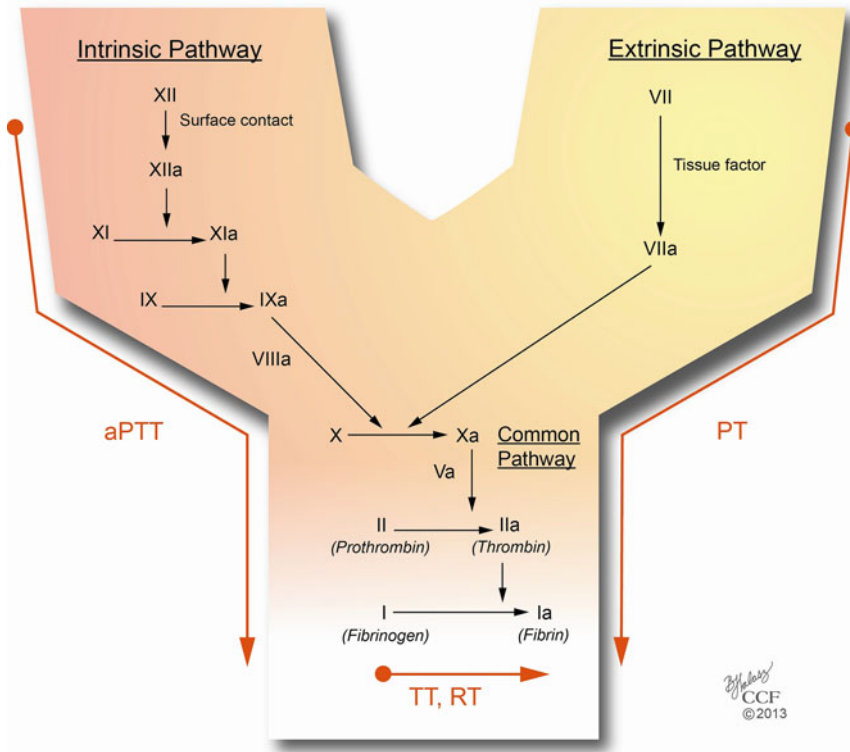 Intrinsic Pathway
Extrinsic Pathway
XII
Surface contact
XIIa
XI
XIa
IX
IXa
VIIIa
VII
Tissue factor
VIIa
X
Xa
Common
Pathway
Va
II
(Prothrombin)
IIa
(Thrombin)
I
(Fibrinogen)
Ia
(Fibrin)
aPTT
PT
TT, RT
CCF
©2013